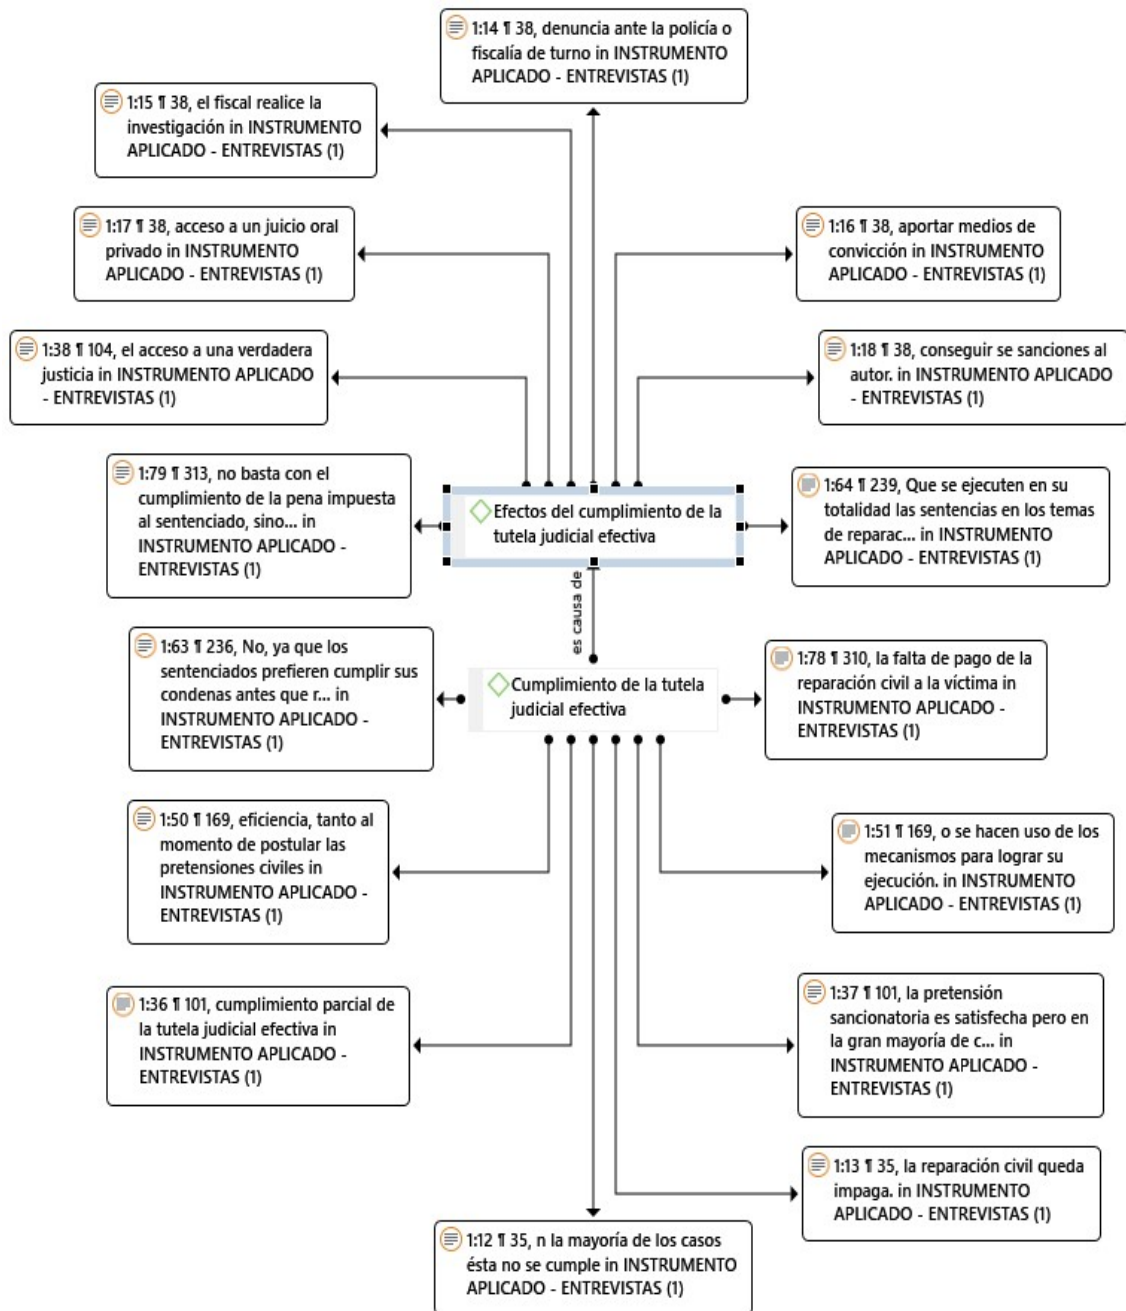 1:14 ¶ 38, denuncia ante la policía o
fiscalía de turno in INSTRUMENTO
APLICADO - ENTREVISTAS (1)
1:15 ¶ 38, el fiscal realice la
investigación in INSTRUMENTO
APLICADO - ENTREVISTAS (1)
1:17 ¶ 38, acceso a un juicio oral
privado in INSTRUMENTO
APLICADO - ENTREVISTAS (1)
1:16 ¶ 38, aportar medios de
convicción in INSTRUMENTO
APLICADO - ENTREVISTAS (1)
1:38 ¶ 104, el acceso a una verdadera
justicia in INSTRUMENTO APLICADO
- ENTREVISTAS (1)
1:18 ¶ 38, conseguir se sanciones al
autor. in INSTRUMENTO APLICADO
- ENTREVISTAS (1)
1:79 ¶ 313, no basta con el
cumplimiento de la pena impuesta
al sentenciado, sino... in
INSTRUMENTO APLICADO -
ENTREVISTAS (1)
Efectos del cumplimiento de la
tutela judicial efectiva
1:64 ¶ 239, Que se ejecuten en su
totalidad las sentencias en los temas
de reparac... in INSTRUMENTO
APLICADO - ENTREVISTAS (1)
es causa de
1:63 ¶ 236, No, ya que los
sentenciados prefieren cumplir sus
condenas antes que r... in
INSTRUMENTO APLICADO -
ENTREVISTAS (1)
Cumplimiento de la tutela
judicial efectiva
1:78 ¶ 310, la falta de pago de la
reparación civil a la víctima in
INSTRUMENTO APLICADO -
ENTREVISTAS (1)
1:50 ¶ 169, eficiencia, tanto al
momento de postular las
pretensiones civiles in
INSTRUMENTO APLICADO -
ENTREVISTAS (1)
1:51 ¶ 169, o se hacen uso de los
mecanismos para lograr su
ejecución. in INSTRUMENTO
APLICADO - ENTREVISTAS (1)
1:36 ¶ 101, cumplimiento parcial de
la tutela judicial efectiva in
INSTRUMENTO APLICADO -
ENTREVISTAS (1)
1:37 ¶ 101, la pretensión
sancionatoria es satisfecha pero en
la gran mayoría de c... in
INSTRUMENTO APLICADO -
ENTREVISTAS (1)
1:13 ¶ 35, la reparación civil queda
impaga. in INSTRUMENTO
APLICADO - ENTREVISTAS (1)
1:12 ¶ 35, n la mayoría de los casos
ésta no se cumple in INSTRUMENTO
APLICADO - ENTREVISTAS (1)